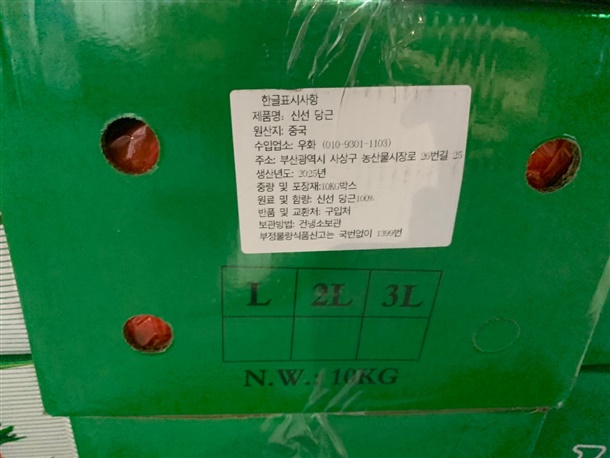 한글표시사항
제품명: 신선 당근
원산지: 중국
수입업소: 우화 (010-9301-1103)
주소: 부산광역시 사상구 농산물시장로 20번길 25
생산년도: 2025년
중량 및 포장재:10KG박스
원료 및 함량: 신선 당근100%
반품 및 교환처: 구입처
보관방법: 건냉소보관
부정물량식품신고는 국번없이 1399번
L 2L 3L
N.W.: 10KG